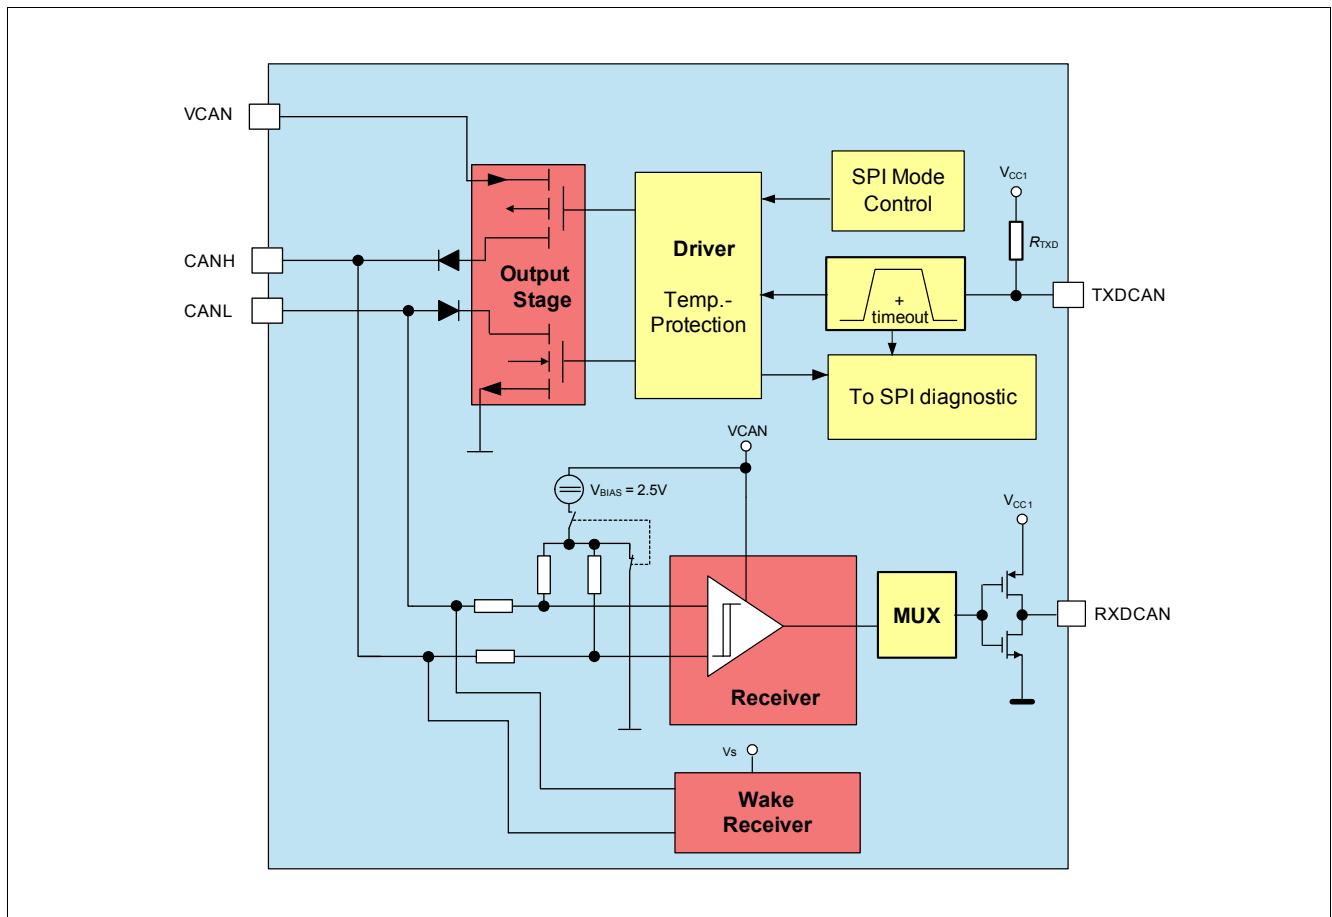 VCAN
SPI Mode
Control
VCC1
RTXD
CANH
CANL
Output
Stage
Driver
Temp.-
Protection
+
timeout
TXDCAN
To SPI diagnostic
VCAN
VBIAS = 2.5V
VCC1
MUX
RXDCAN
Receiver
Vs
Wake
Receiver